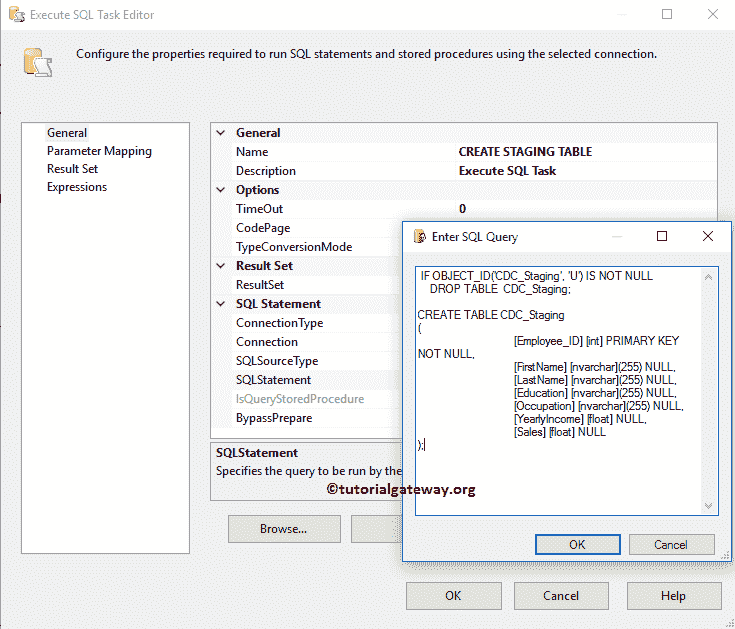 Execute SQL Task Editor
Configure the properties required to run SQL statements and stored procedures using the selected connection.
General
Parameter Mapping
Result Set
Expressions
General
Name CREATE STAGING TABLE
Description Execute SQL Task
Options
TimeOut 0
CodePage
TypeConversionMode
Result Set
ResultSet
SQL Statement
ConnectionType
Connection
SQLSourceType
SQLStatement
IsQueryStoredProcedure
BypassPrepare
SQLStatement
Specifies the query to be run by the
Browse...
Enter SQL Query
IF OBJECT_ID('CDC_Staging', 'U') IS NOT NULL
DROP TABLE CDC_Staging;
CREATE TABLE CDC_Staging
(
[Employee_ID] [int] PRIMARY KEY
NOT NULL,
[FirstName] [nvarchar](255) NULL,
[LastName] [nvarchar](255) NULL,
[Education] [nvarchar](255) NULL,
[Occupation] [nvarchar](255) NULL,
[YearlyIncome] [float] NULL,
[Sales] [float] NULL
);
OK Cancel
©tutorialgateway.org
OK Cancel Help